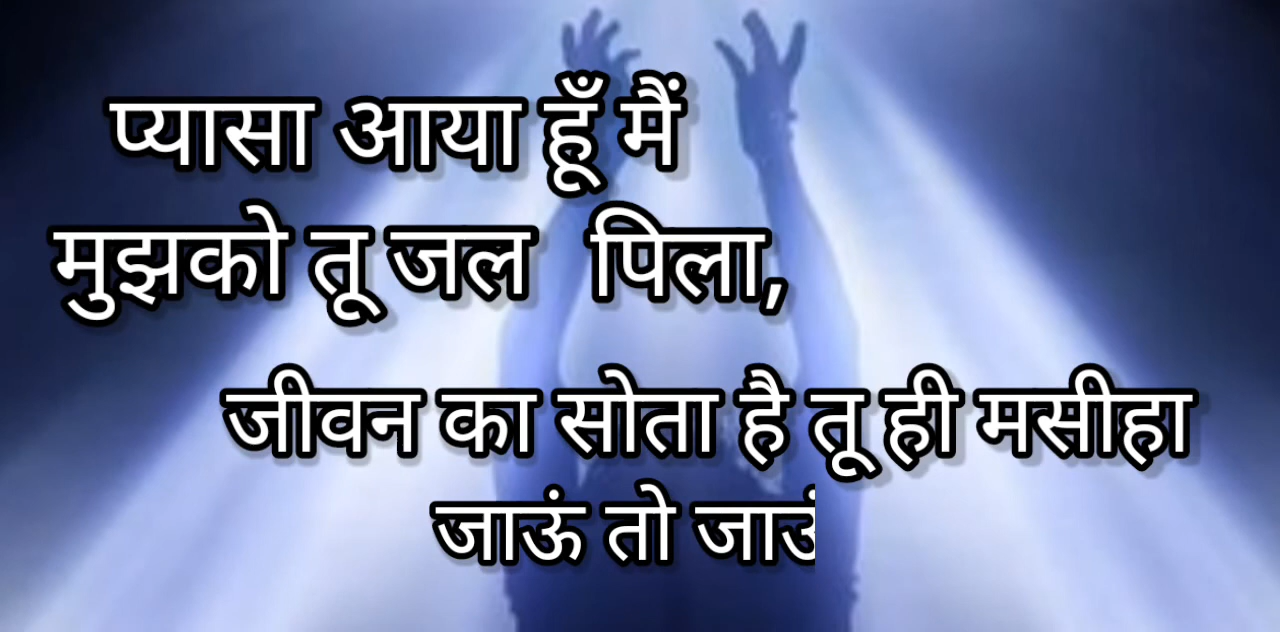 प्यासा आया हूँ मैं
मुझको तू जल पिला,
जीवन का सोता है तू ही मसीहा
जाऊं तो